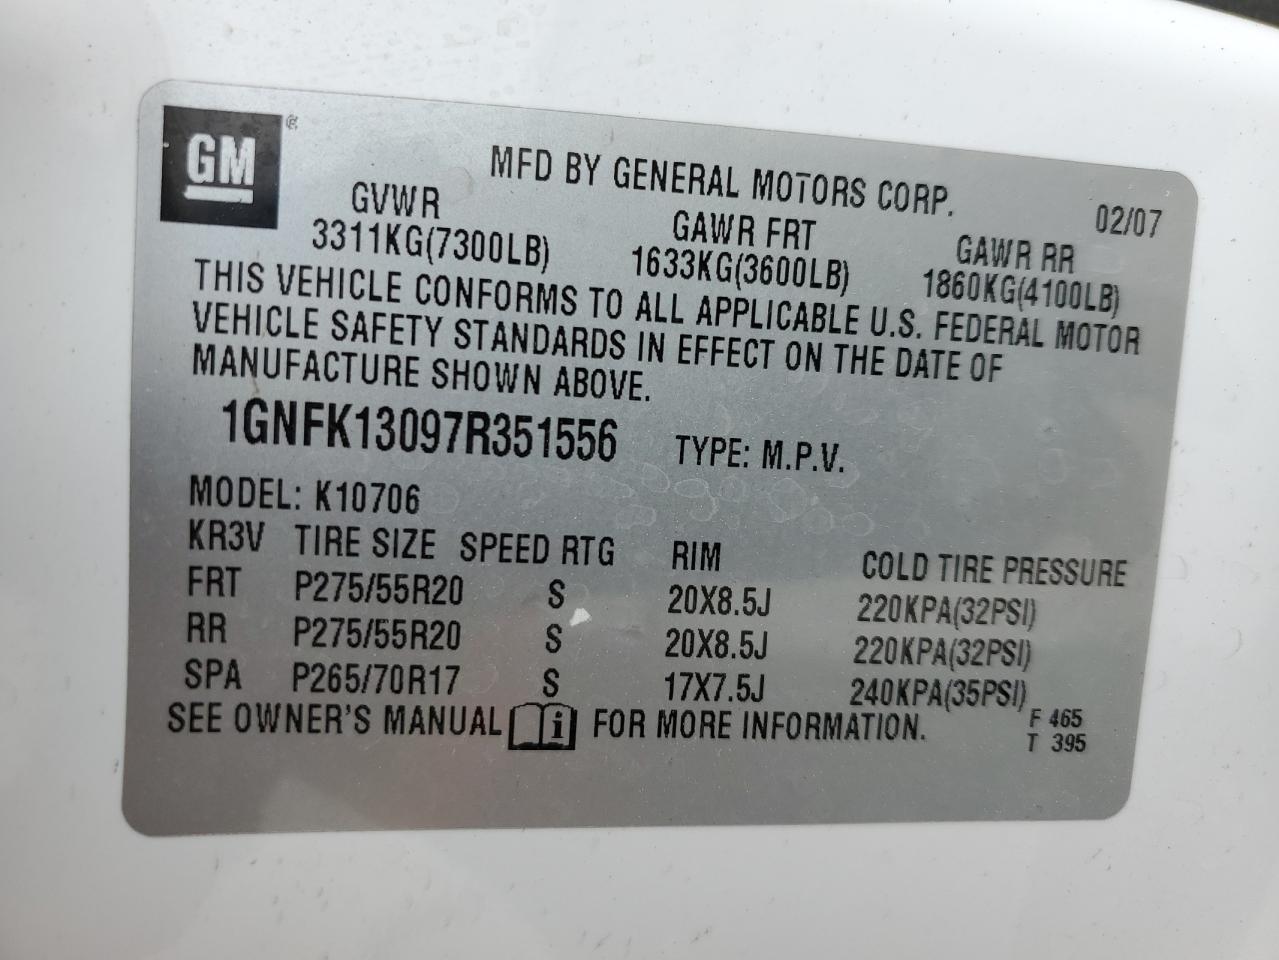 GM ®
MFD BY GENERAL MOTORS CORP.
02/07
GVWR GAWR FRT GAWR RR
3311KG(7300LB) 1633KG(3600LB) 1860KG(4100LB)
THIS VEHICLE CONFORMS TO ALL APPLICABLE U.S. FEDERAL MOTOR
VEHICLE SAFETY STANDARDS IN EFFECT ON THE DATE OF
MANUFACTURE SHOWN ABOVE.
1GNFK13097R351556 TYPE: M.P.V.
MODEL: K10706
KR3V TIRE SIZE SPEED RTG RIM COLD TIRE PRESSURE
FRT P275/55R20 S 20X8.5J 220KPA(32PSI)
RR P275/55R20 S 20X8.5J 220KPA(32PSI)
SPA P265/70R17 S 17X7.5J 240KPA(35PSI)
SEE OWNER'S MANUAL i FOR MORE INFORMATION.
F 465
T 395